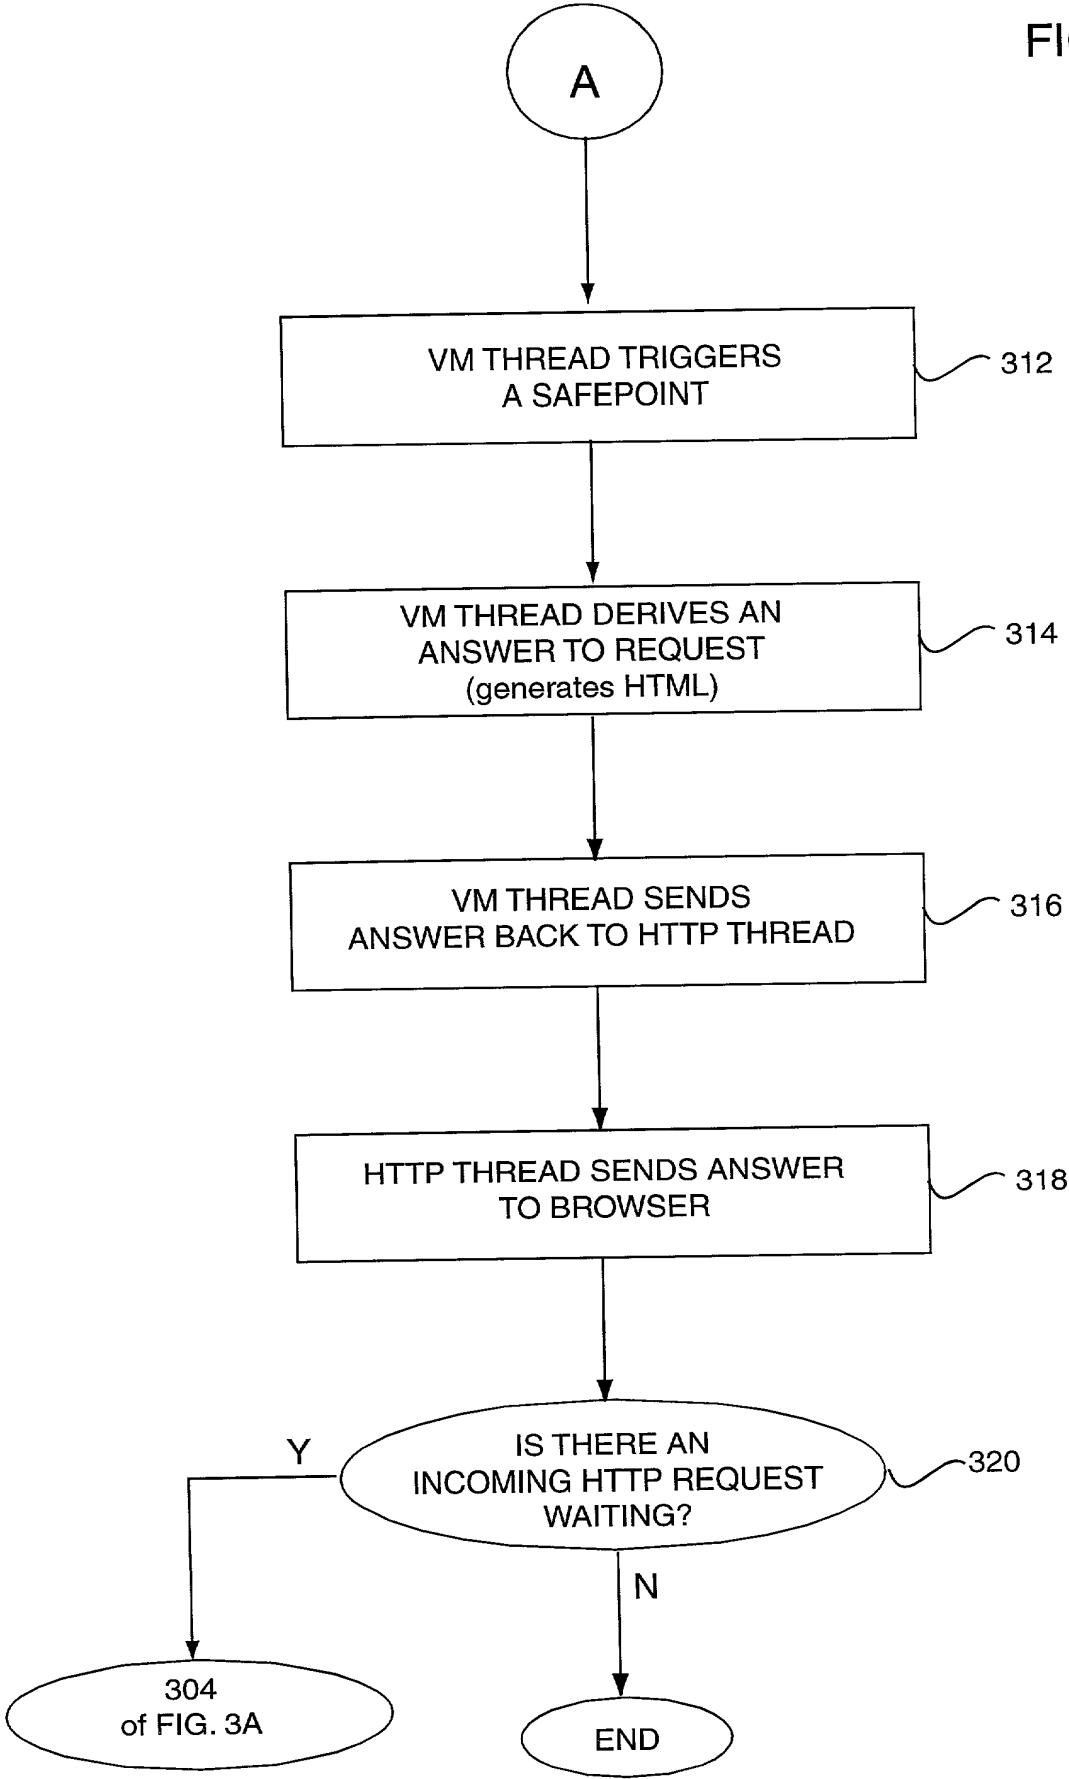 A
VM THREAD TRIGGERS
A SAFEPOINT
312
VM THREAD DERIVES AN
ANSWER TO REQUEST
(generates HTML)
314
VM THREAD SENDS
ANSWER BACK TO HTTP THREAD
316
HTTP THREAD SENDS ANSWER
TO BROWSER
318
IS THERE AN
INCOMING HTTP REQUEST
WAITING?
320
Y
N
304
of FIG. 3A
END